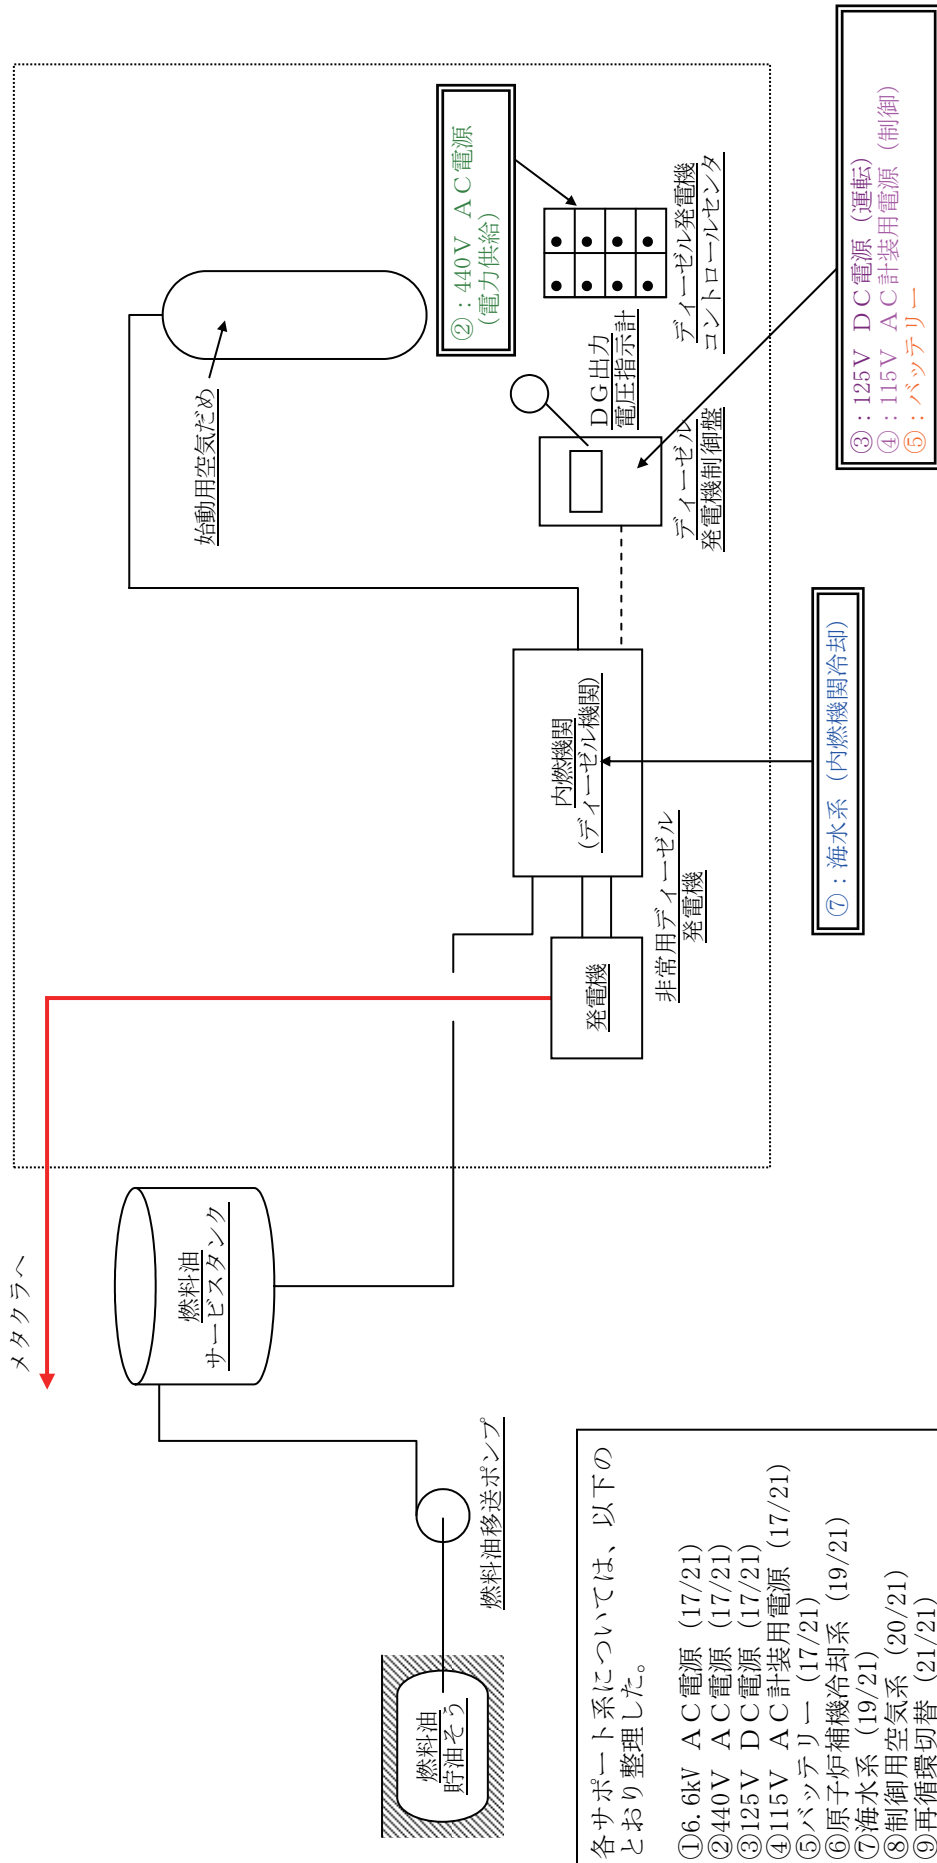 メタクラへ
燃料油
サービスタンク
燃料油移送ポンプ
燃料油
貯油そう
始動用空気だめ
②：440V AC電源
(電力供給)
ディーゼル発電機
コントロールセンタ
DG出力
電圧指示計
ディーゼル
発電機制御盤
内燃機関
(ディーゼル機関)
発電機
非常用ディーゼル
発電機
⑦：海水系（内燃機関冷却）
③：125V DC電源（運転）
④：115V AC計装用電源（制御）
⑤：バッテリー
各サポート系については、以下の
とおり整理した。
①6.6kV AC電源（17/21）
②440V AC電源（17/21）
③125V DC電源（17/21）
④115V AC計装用電源（17/21）
⑤バッテリー（17/21）
⑥原子炉補機冷却系（19/21）
⑦海水系（19/21）
⑧制御用空気系（20/21）
⑨再循環切替（21/21）